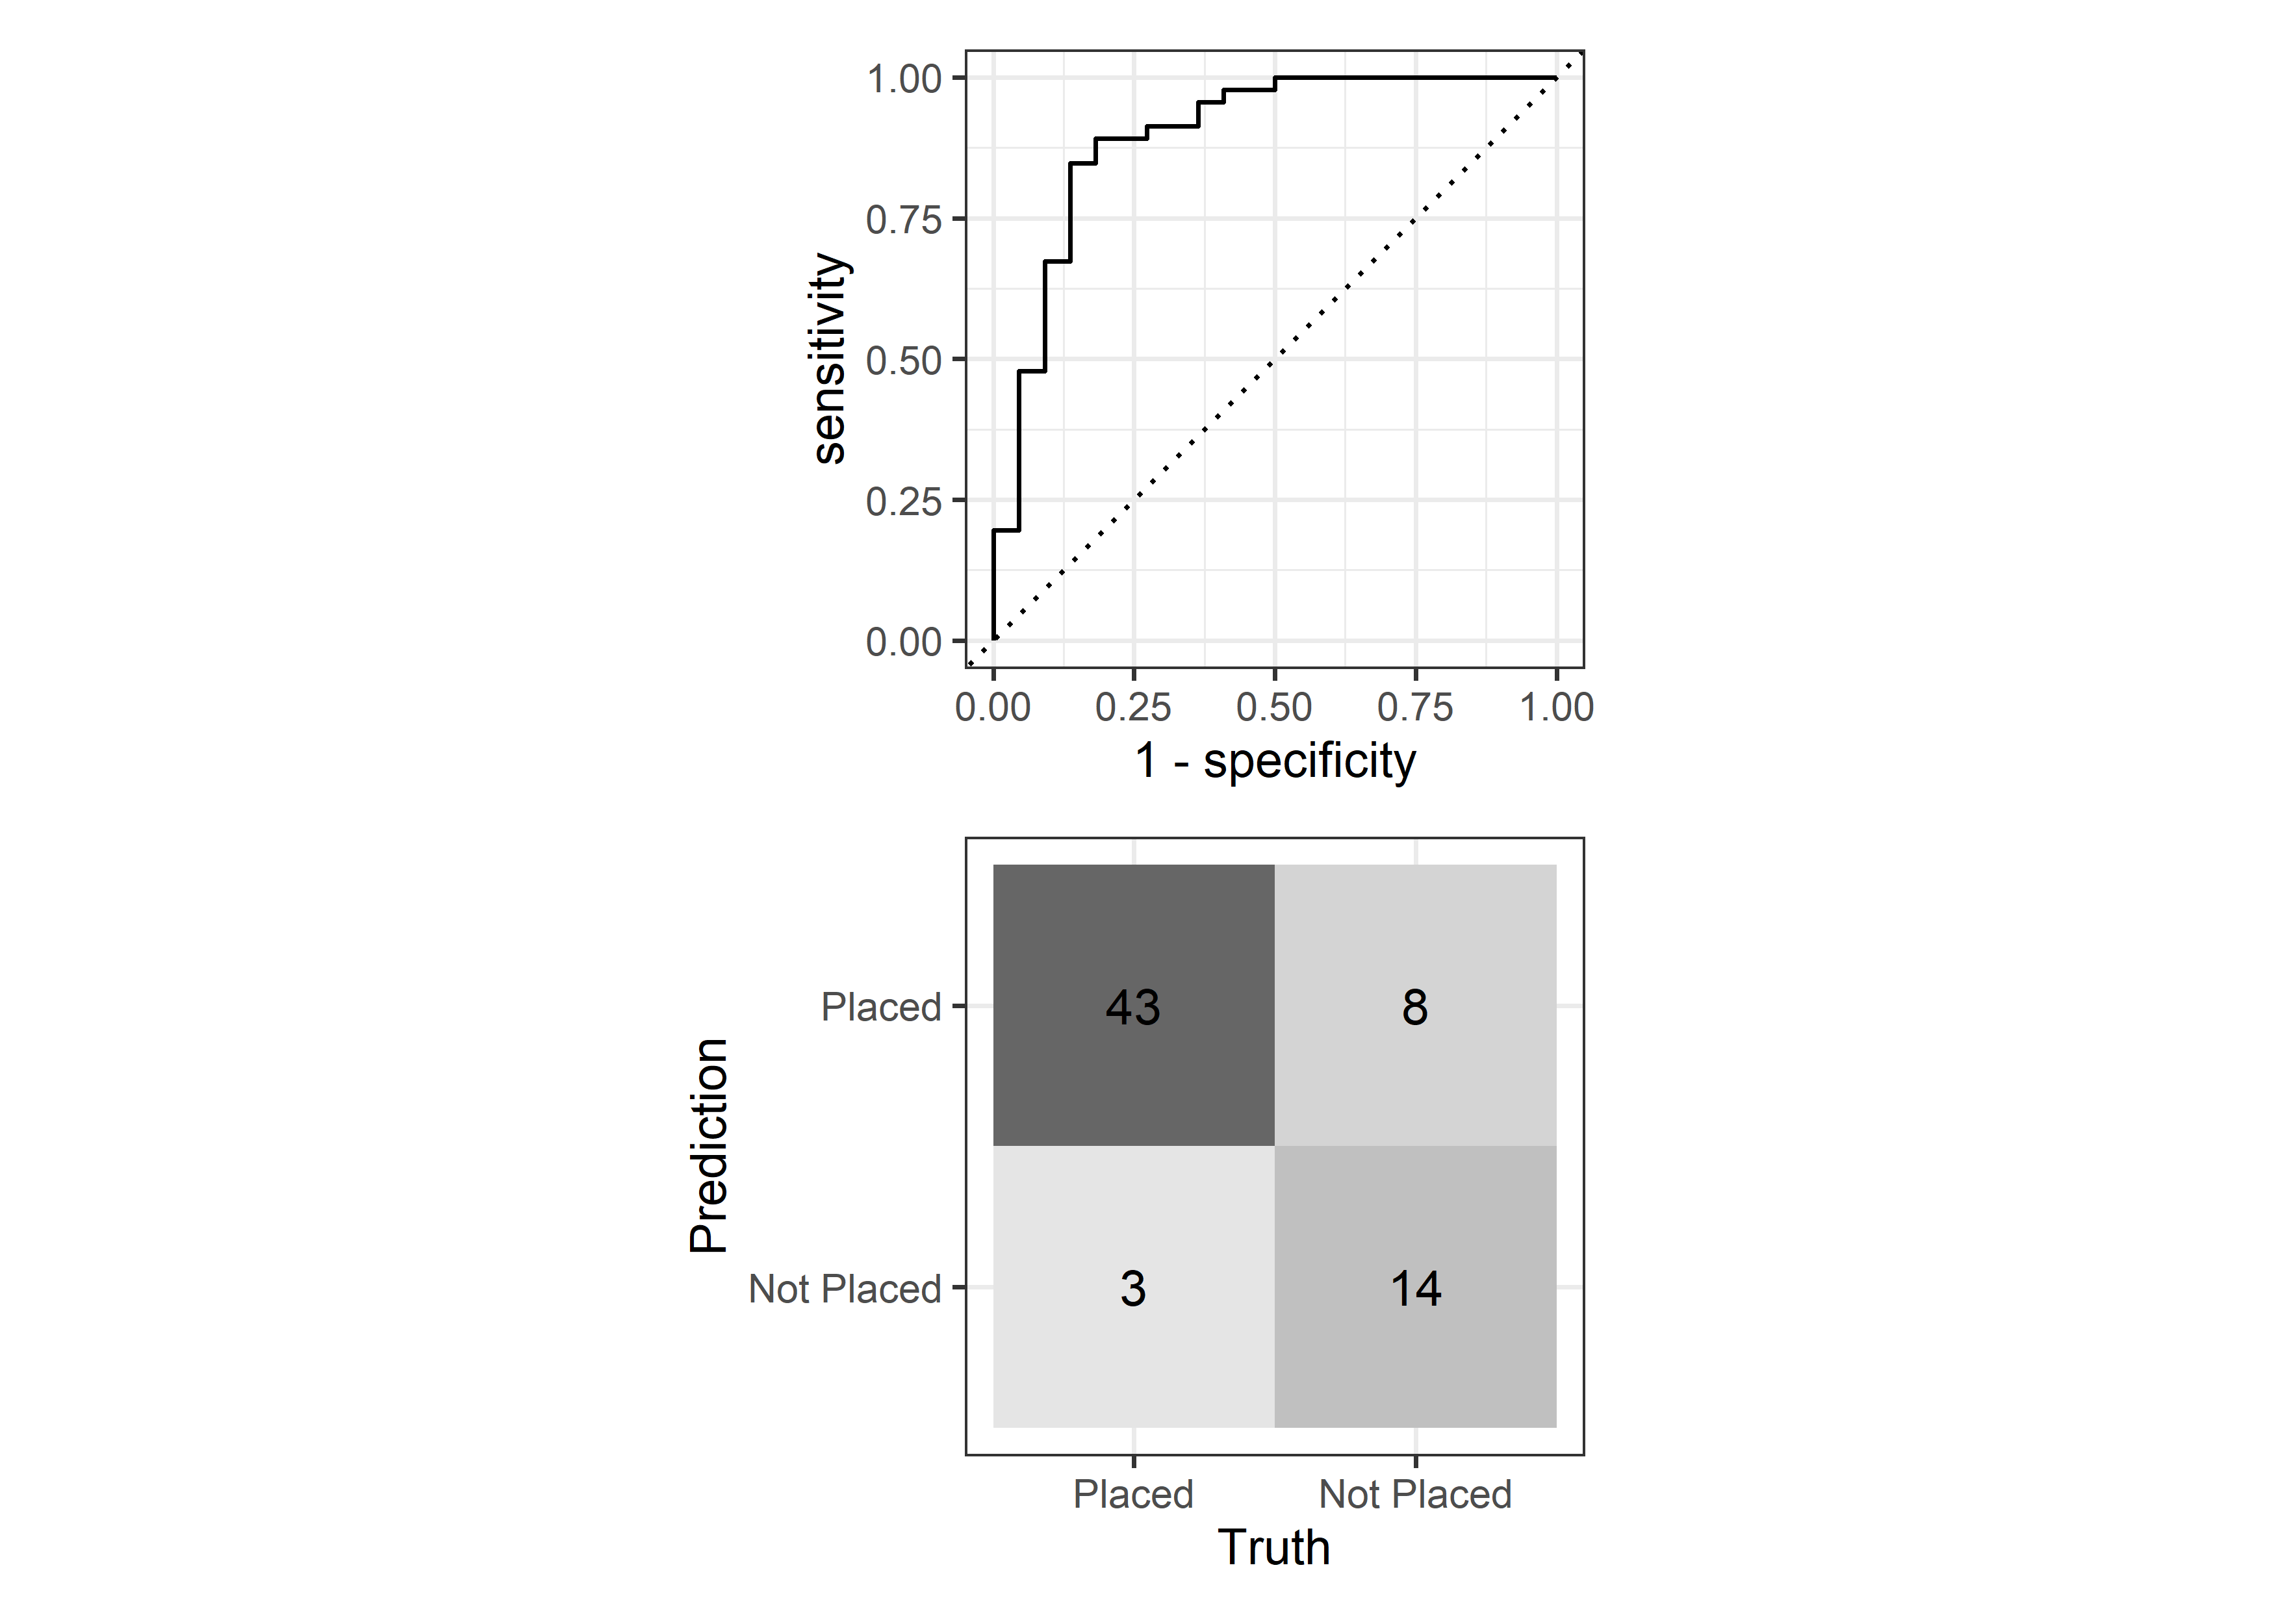 1.00
0.75
0.50
0.25
0.00
sensitivity
0.00 0.25 0.50 0.75 1.00
1 - specificity
Placed
Not Placed
Prediction
43 8
3 14
Placed Not Placed
Truth